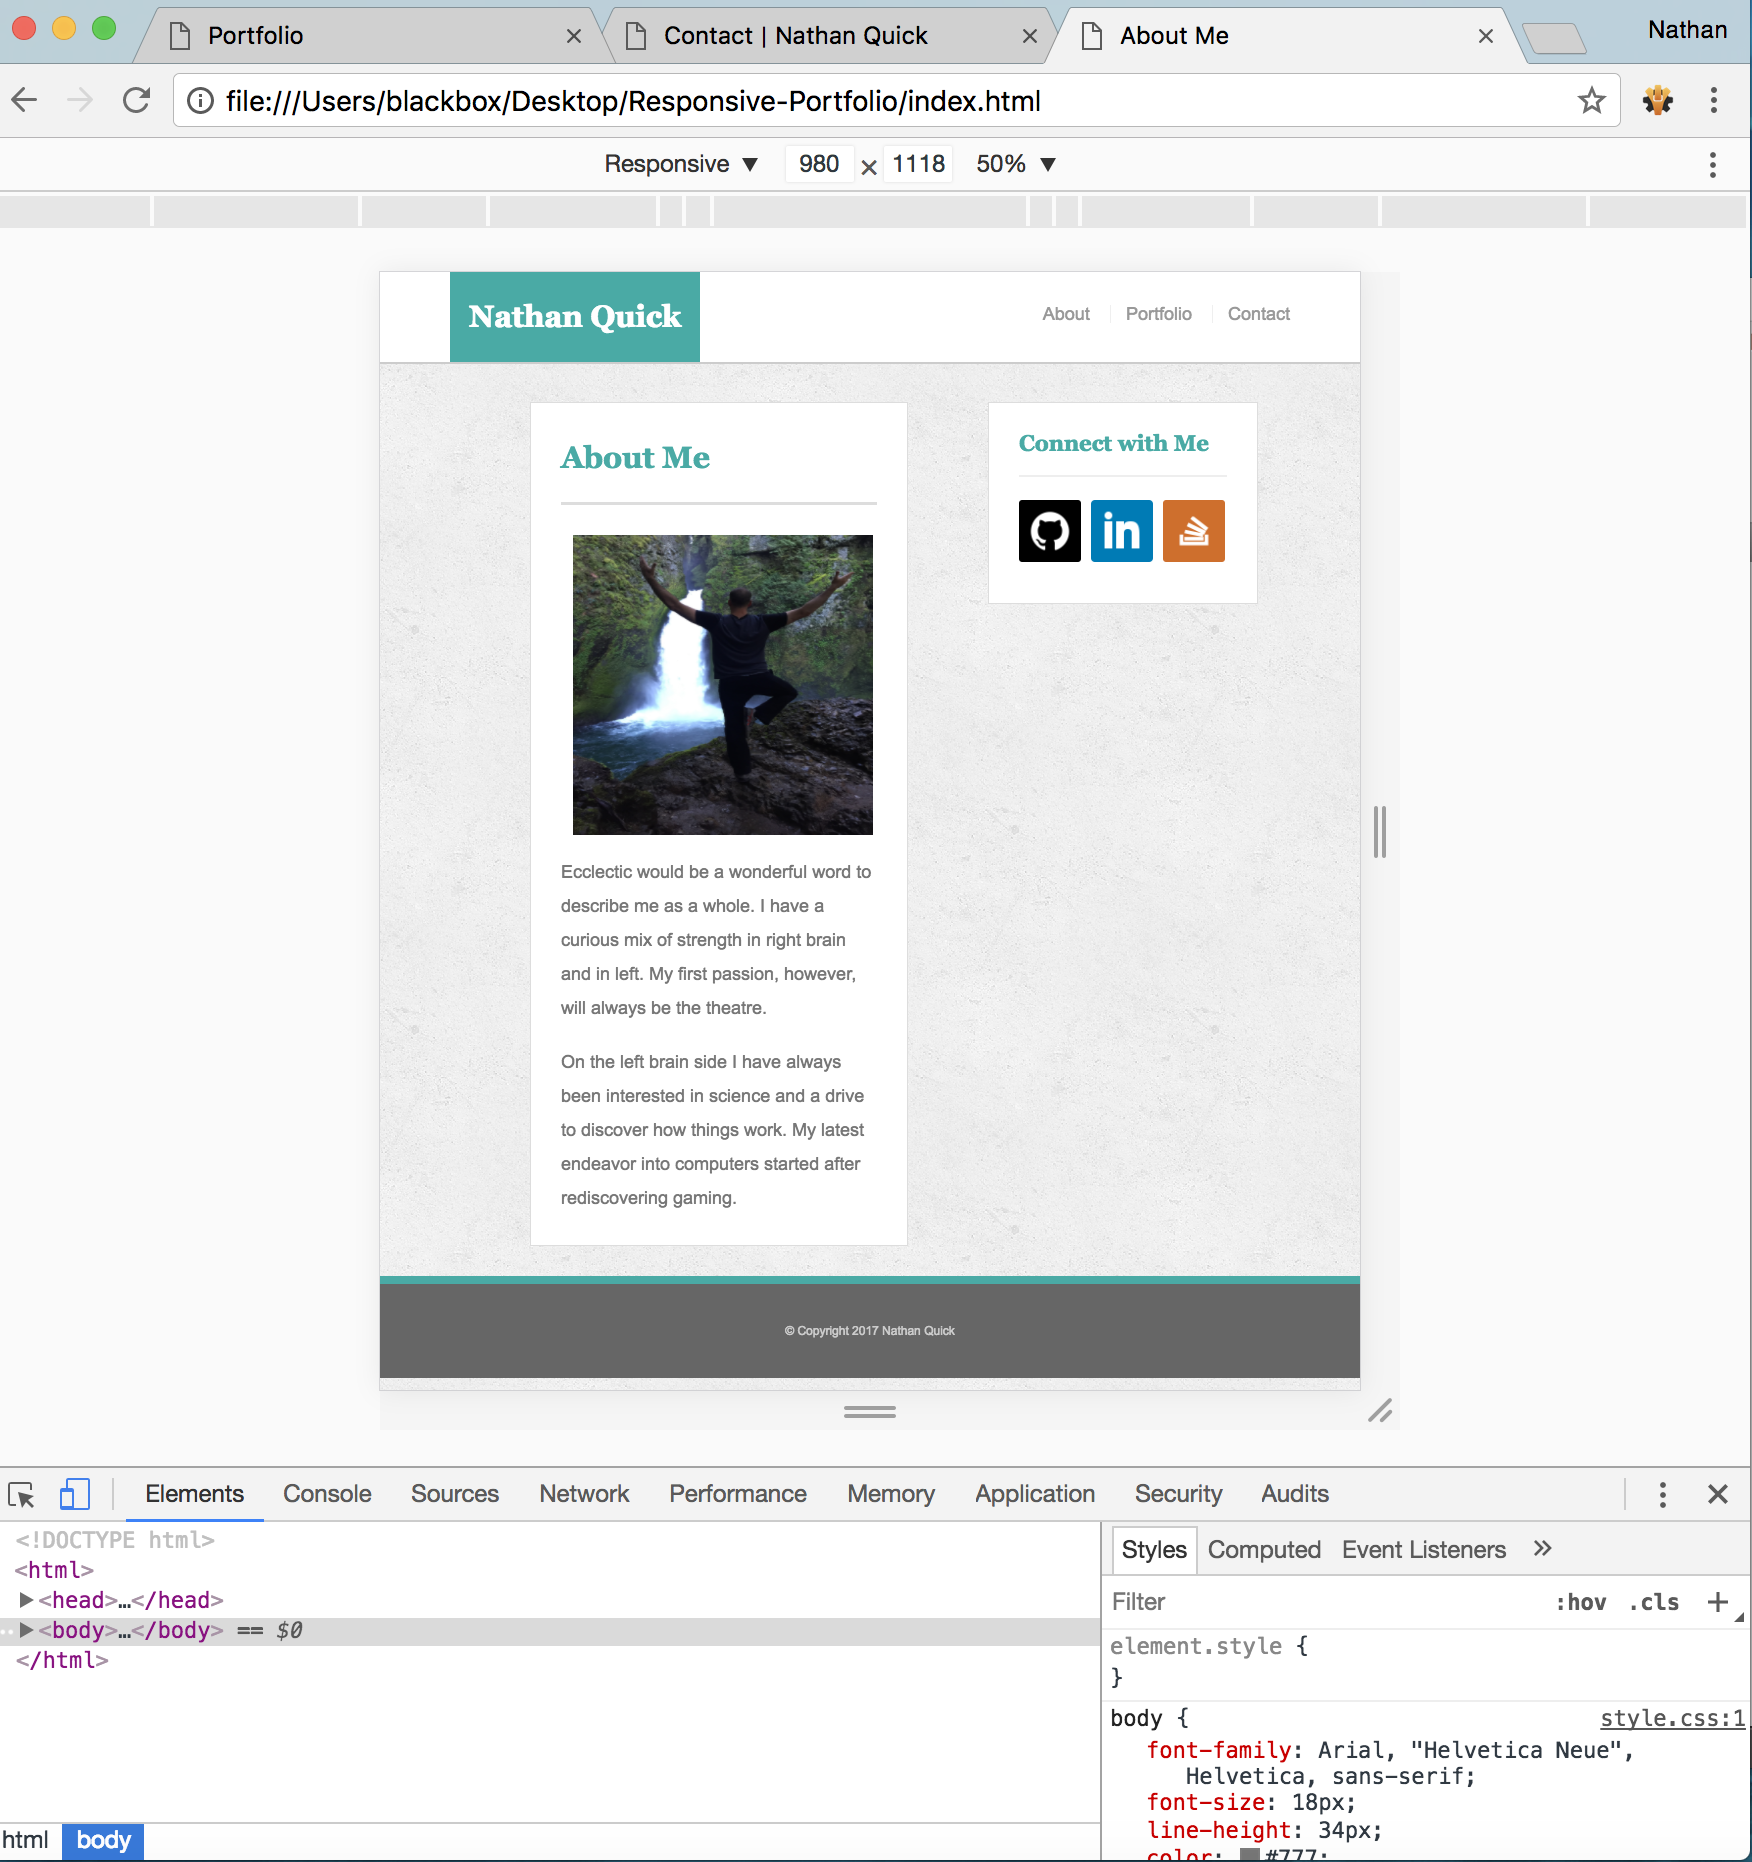 Portfolio
Contact | Nathan Quick
About Me
Nathan
file:///Users/blackbox/Desktop/Responsive-Portfolio/index.html
Responsive ▼ 980 × 1118 50% ▼
Nathan Quick
About
Portfolio
Contact
About Me
Ecclectic would be a wonderful word to
describe me as a whole. I have a
curious mix of strength in right brain
and in left. My first passion, however,
will always be the theatre.
On the left brain side I have always
been interested in science and a drive
to discover how things work. My latest
endeavor into computers started after
rediscovering gaming.
Connect with Me
in
© Copyright 2017 Nathan Quick
Elements Console Sources Network Performance Memory Application Security Audits
<!DOCTYPE html>
<html>
▶<head>…</head>
▶<body>…</body> == $0
</html>
html body
Styles Computed Event Listeners »
Filter :hov .cls +
element.style {
}
body { style.css:1
font-family: Arial, "Helvetica Neue",
Helvetica, sans-serif;
font-size: 18px;
line-height: 34px;
color: #777;